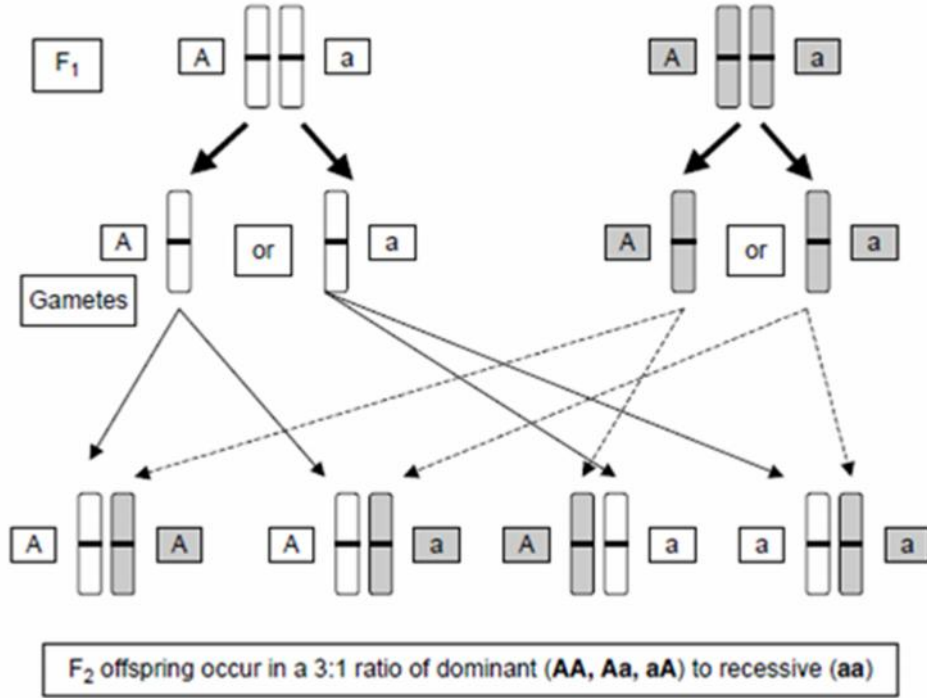 F₁ A a A a
A or a A or a
Gametes
A A A a A a a a
F₂ offspring occur in a 3:1 ratio of dominant (AA, Aa, aA) to recessive (aa)